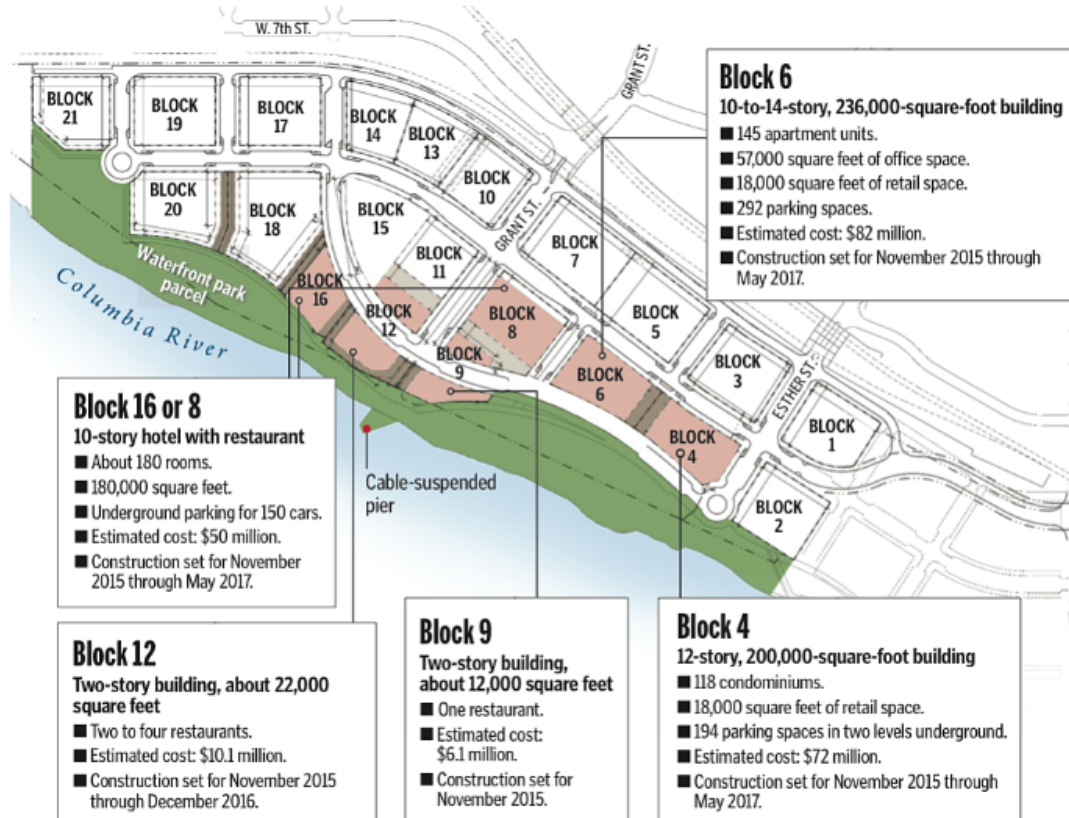 W. 7th ST.
GRANT ST.
BLOCK
21
BLOCK
19
BLOCK
17
BLOCK
14
BLOCK
13
BLOCK
10
BLOCK
20
BLOCK
18
BLOCK
15
BLOCK
11
GRANT ST.
BLOCK
7
BLOCK
16
BLOCK
12
BLOCK
8
BLOCK
5
BLOCK
9
BLOCK
6
BLOCK
3
ESTHER ST.
BLOCK
4
BLOCK
1
BLOCK
2
Waterfront park
parcel
Columbia River
Cable-suspended
pier
Block 6
10-to-14-story, 236,000-square-foot building
■ 145 apartment units.
■ 57,000 square feet of office space.
■ 18,000 square feet of retail space.
■ 292 parking spaces.
■ Estimated cost: $82 million.
■ Construction set for November 2015 through
May 2017.
Block 16 or 8
10-story hotel with restaurant
■ About 180 rooms.
■ 180,000 square feet.
■ Underground parking for 150 cars.
■ Estimated cost: $50 million.
■ Construction set for November
2015 through May 2017.
Block 12
Two-story building, about 22,000
square feet
■ Two to four restaurants.
■ Estimated cost: $10.1 million.
■ Construction set for November 2015
through December 2016.
Block 9
Two-story building,
about 12,000 square feet
■ One restaurant.
■ Estimated cost:
$6.1 million.
■ Construction set for
November 2015.
Block 4
12-story, 200,000-square-foot building
■ 118 condominiums.
■ 18,000 square feet of retail space.
■ 194 parking spaces in two levels underground.
■ Estimated cost: $72 million.
■ Construction set for November 2015 through
May 2017.